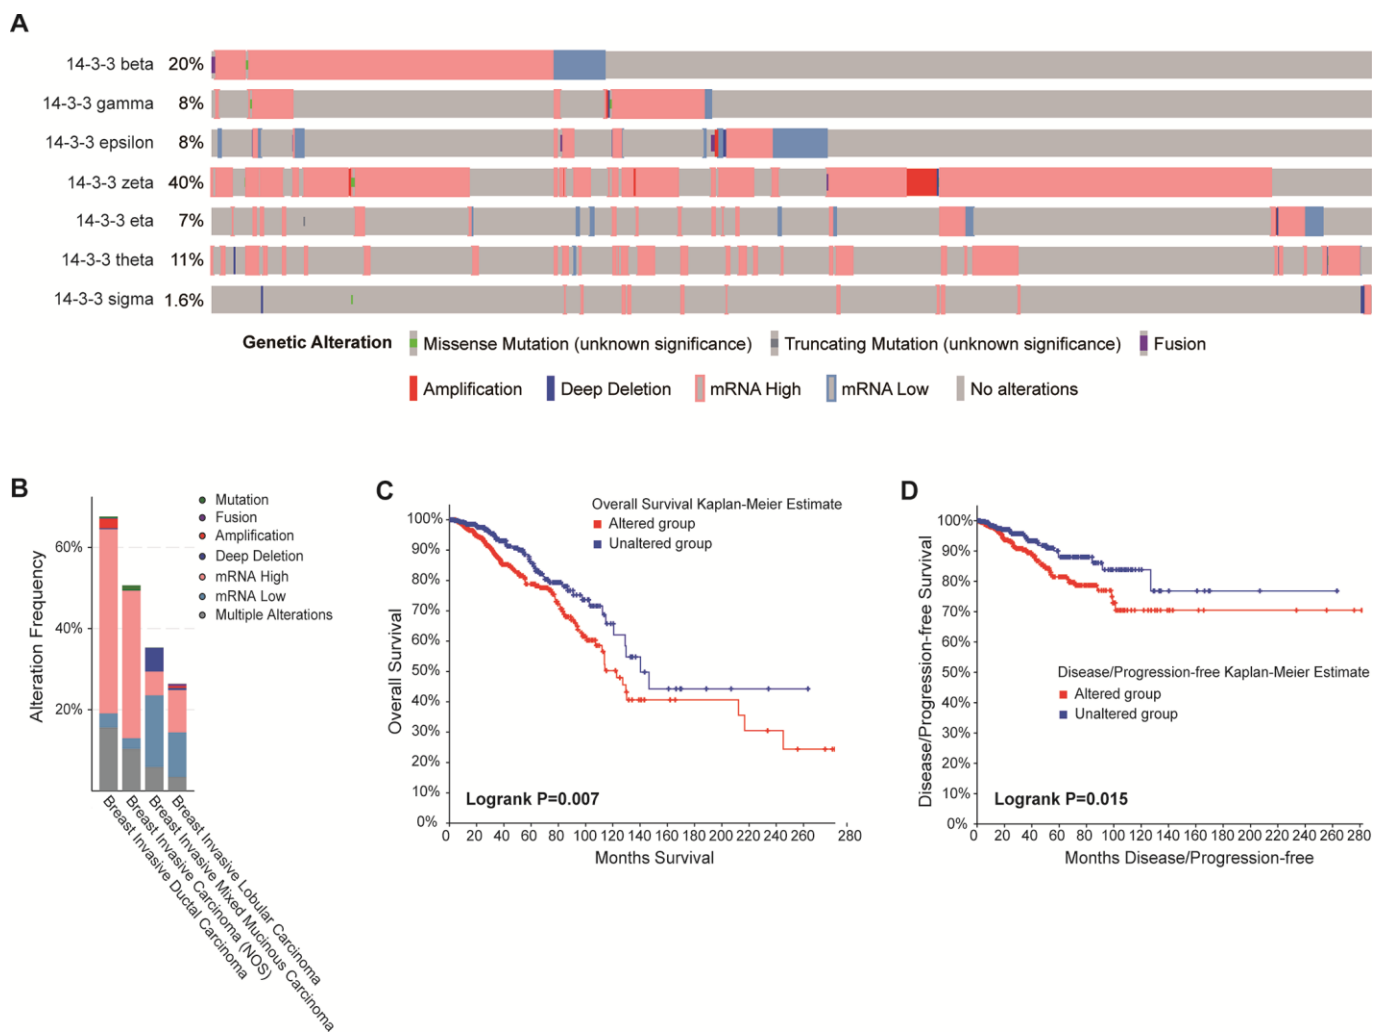 A
14-3-3 beta 20%
14-3-3 gamma 8%
14-3-3 epsilon 8%
14-3-3 zeta 40%
14-3-3 eta 7%
14-3-3 theta 11%
14-3-3 sigma 1.6%
Genetic Alteration Missense Mutation (unknown significance) Truncating Mutation (unknown significance) Fusion
Amplification Deep Deletion mRNA High mRNA Low No alterations
B
Alteration Frequency
60%
40%
20%
Mutation
Fusion
Amplification
Deep Deletion
mRNA High
mRNA Low
Multiple Alterations
Breast Invasive Ductal Carcinoma
Breast Invasive Carcinoma (NOS)
Breast Invasive Mixed Mucinous Carcinoma
Breast Invasive Lobular Carcinoma
C
Overall Survival Kaplan-Meier Estimate
Altered group
Unaltered group
Overall Survival
100%
90%
80%
70%
60%
50%
40%
30%
20%
10%
0%
Logrank P=0.007
0 20 40 60 80 100 120 140 160 180 200 220 240 260 280
Months Survival
D
Disease/Progression-free Survival
100%
90%
80%
70%
60%
50%
40%
30%
20%
10%
0%
Disease/Progression-free Kaplan-Meier Estimate
Altered group
Unaltered group
Logrank P=0.015
0 20 40 60 80 100 120 140 160 180 200 220 240 260 280
Months Disease/Progression-free